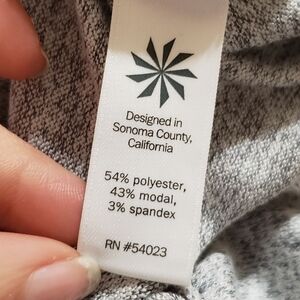 Designed in
Sonoma County,
California
54% polyester,
43% modal,
3% spandex
RN #54023